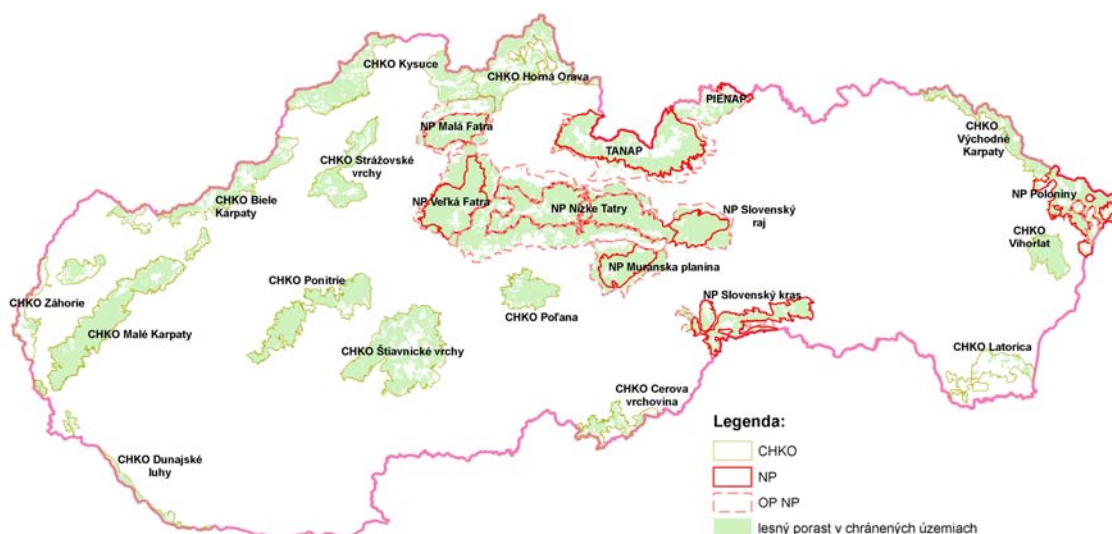 CHKO Kysuce
CHKO Horná Orava
PIENAP
NP Malá Fatra
TANAP
CHKO
Východné
Karpaty
CHKO Strážovské
vrchy
CHKO Biele
Karpaty
NP Veľká Fatra
NP Nízke Tatry
NP Slovenský
raj
NP Poloniny
CHKO
Vihorlat
NP Muránska planina
CHKO Ponitrie
CHKO Záhorie
CHKO Malé Karpaty
CHKO Poľana
NP Slovenský kras
CHKO Štiavnické vrchy
CHKO Latorica
CHKO Cerova
vrchovina
CHKO Dunajské
luhy
Legenda:
CHKO
NP
OP NP
lesný porast v chránených územiach